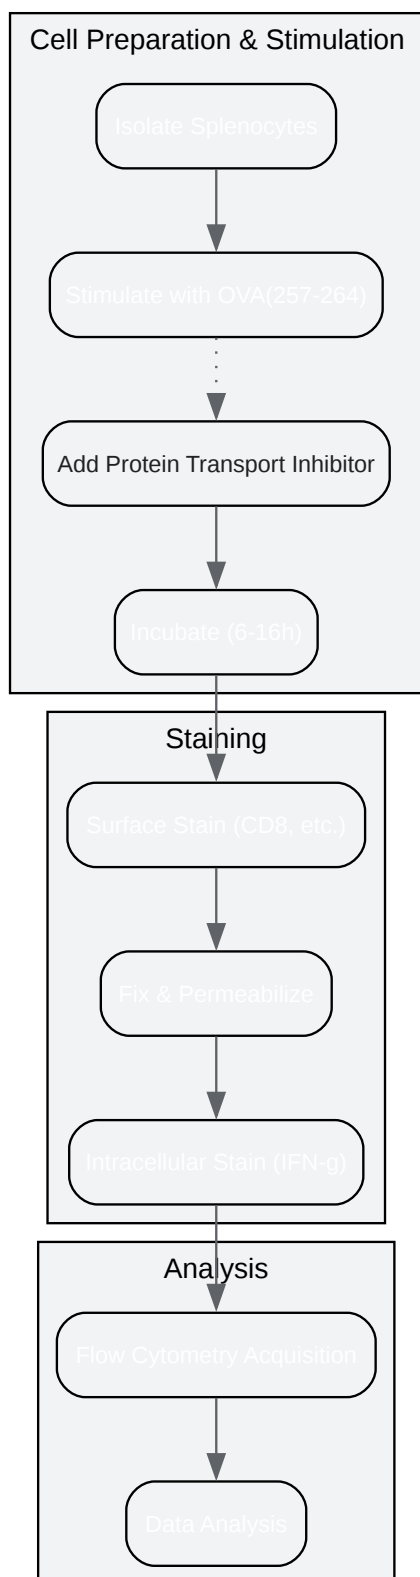 Cell Preparation & Stimulation
Isolate Splenocytes
Stimulate with OVA(257-264)
Add Protein Transport Inhibitor
Incubate (6-16h)
Staining
Surface Stain (CD8, etc.)
Fix & Permeabilize
Intracellular Stain (IFN-g)
Analysis
Flow Cytometry Acquisition
Data Analysis